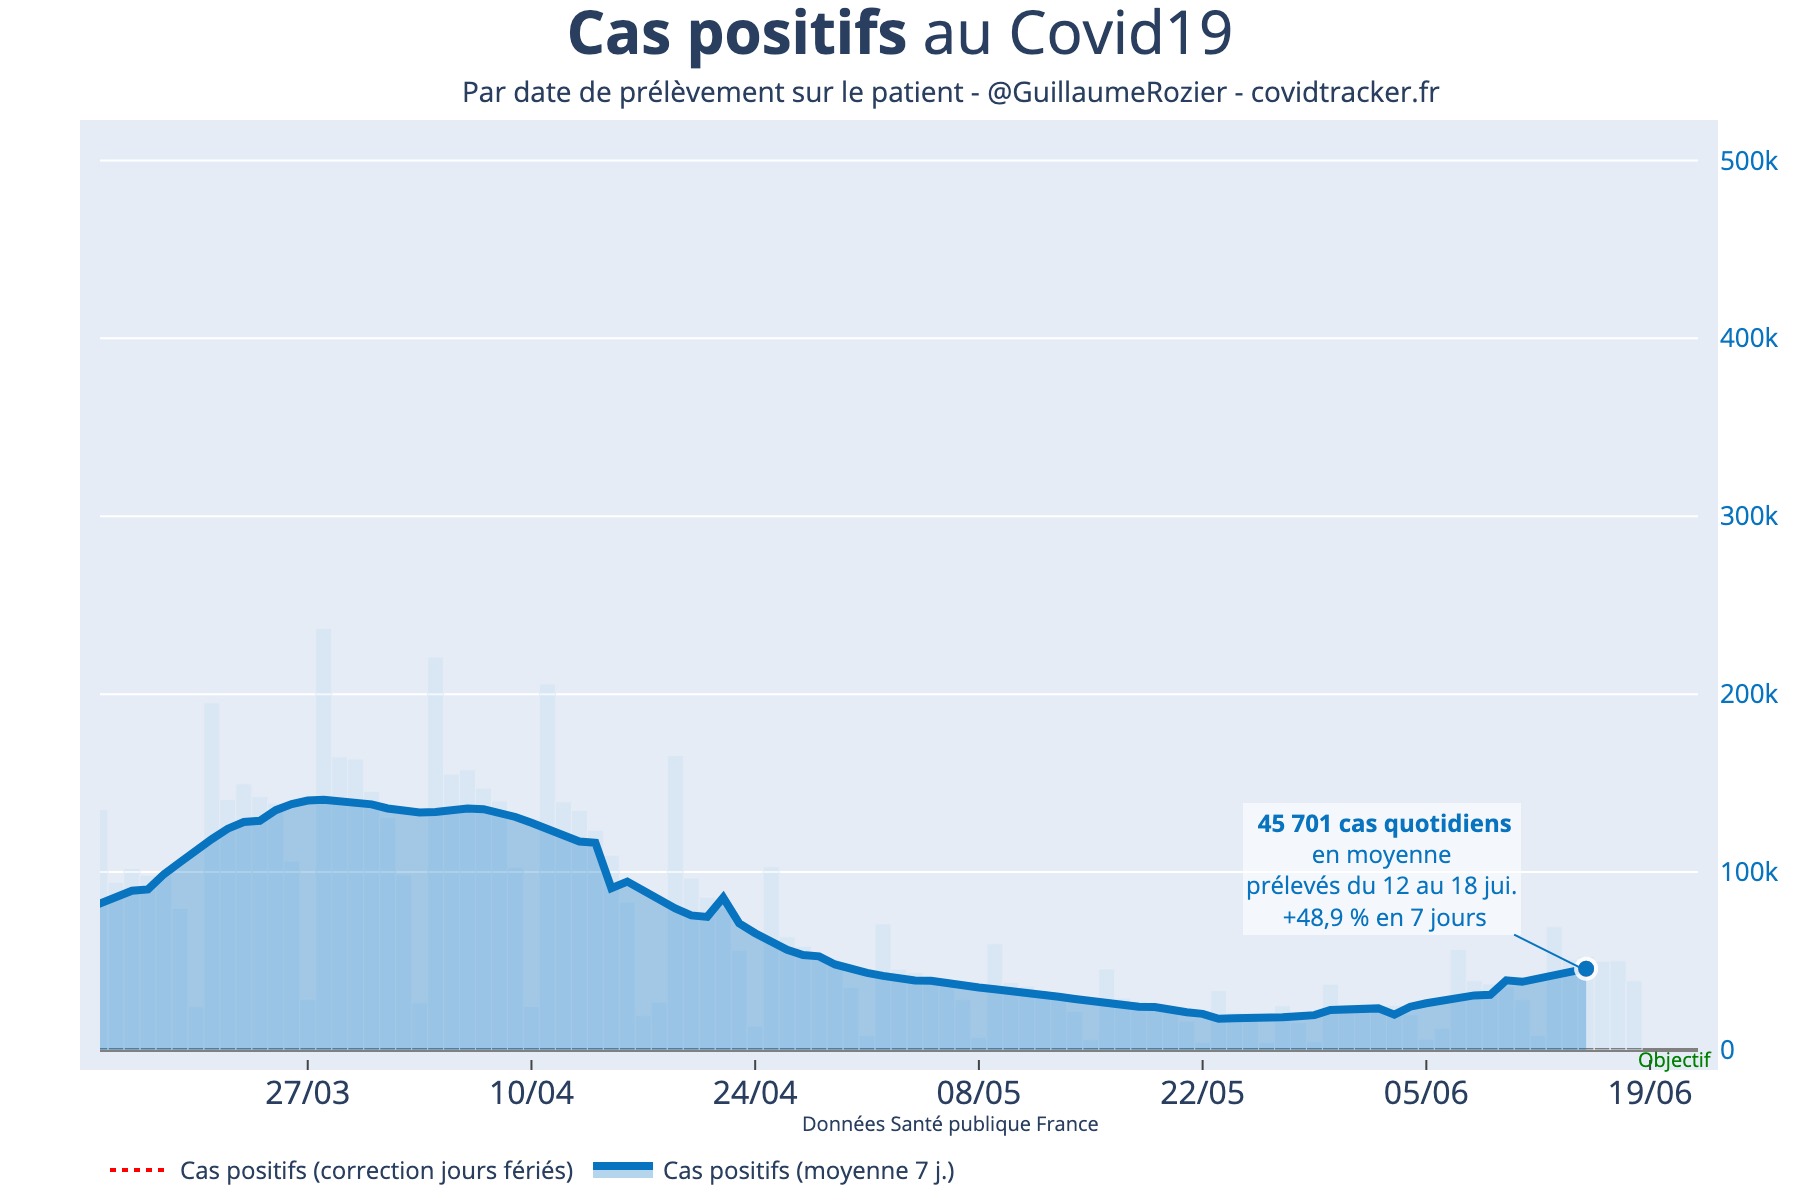 Cas positifs au Covid19
Par date de prélèvement sur le patient - @GuillaumeRozier - covidtracker.fr
500k
400k
300k
200k
100k
0
45 701 cas quotidiens
en moyenne
prélevés du 12 au 18 jui.
+48,9 % en 7 jours
Objectif
27/03 10/04 24/04 08/05 22/05 05/06 19/06
Données Santé publique France
Cas positifs (correction jours fériés) Cas positifs (moyenne 7 j.)